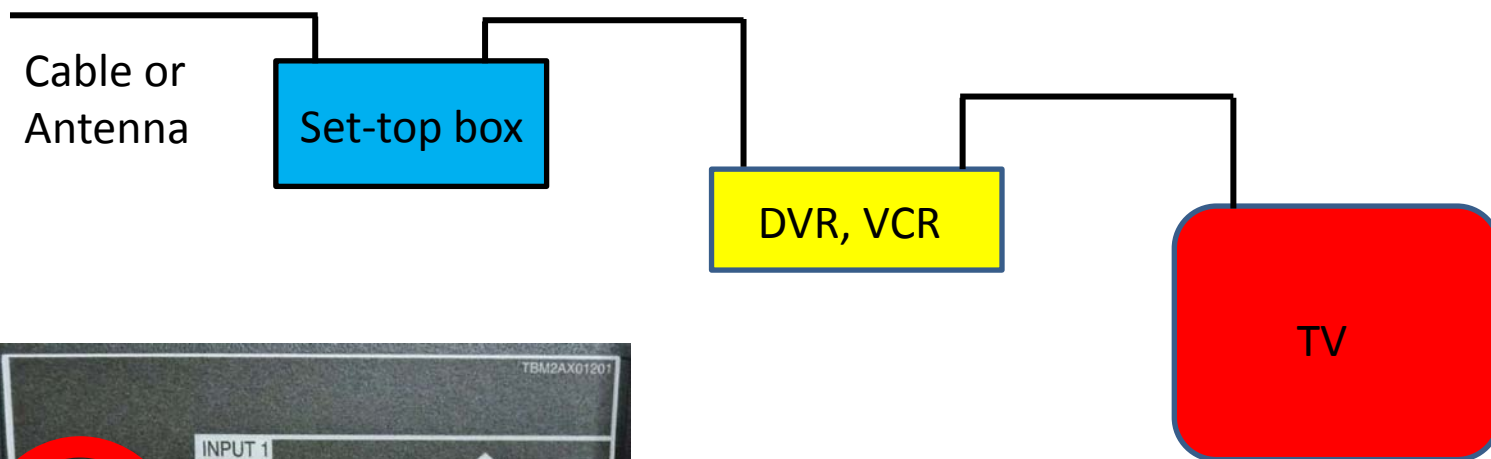 Cable or
Antenna
Set-top box
DVR, VCR
TV
TBM2AX01201
INPUT 1